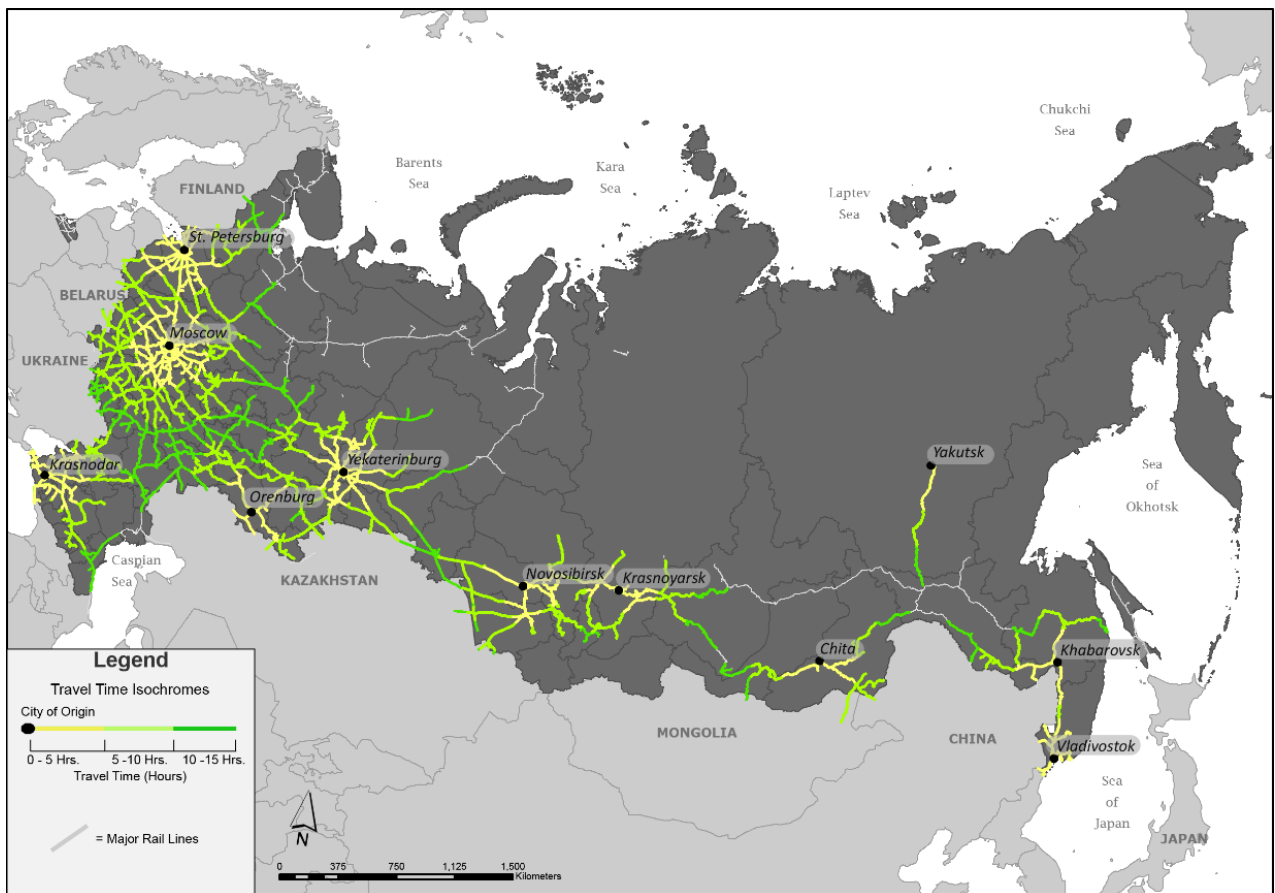 Chukchi
Sea
Barents
Sea
Kara
Sea
Laptev
Sea
FINLAND
St. Petersburg
BELARUS
Moscow
UKRAINE
Krasnodar
Yekaterinburg
Orenburg
Yakutsk
Sea
of
Okhotsk
Caspian
Sea
KAZAKHSTAN
Novosibirsk
Krasnoyarsk
Chita
Khabarovsk
MONGOLIA
CHINA
Vladivostok
Sea
of
Japan
JAPAN
Legend
Travel Time Isochromes
City of Origin
0 - 5 Hrs. 5 -10 Hrs. 10 -15 Hrs.
Travel Time (Hours)
= Major Rail Lines
N
0 375 750 1,125 1,500
Kilometers